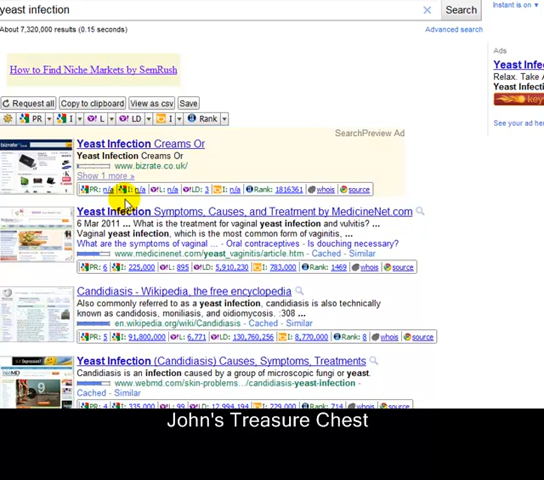 yeast infection
Search
Instant is on
About 7,320,000 results (0.15 seconds)
Advanced search
How to Find Niche Markets by SemRush
Ads
Yeast Infe
Relax. Take
Yeast Infecti
See your ad her
Request all
Copy to clipboard
View as csv
Save
PR I L LD I Rank
SearchPreview Ad
Yeast Infection Creams Or
Yeast Infection Creams Or
www.bizrate.co.uk/
Show 1 more »
PR: n/a I: n/a L: n/a LD: 3 I: n/a Rank: 1816361 whois source
Yeast Infection Symptoms, Causes, and Treatment by MedicineNet.com
6 Mar 2011 ... What is the treatment for vaginal yeast infection and vulvitis? ...
Vaginal yeast infection, which is the most common form of vaginitis, ...
What are the symptoms of vaginal ... - Oral contraceptives - Is douching necessary?
www.medicinenet.com/yeast_vaginitis/article.htm - Cached - Similar
PR: 6 I: 225,000 L: 895 LD: 5,910,230 I: 783,000 Rank: 1469 whois source
Candidiasis - Wikipedia, the free encyclopedia
Also commonly referred to as a yeast infection, candidiasis is also technically
known as candidosis, moniliasis, and oidiomycosis. :308 ...
en.wikipedia.org/wiki/Candidiasis - Cached - Similar
PR: 5 I: 91,800,000 L: 6,771 LD: 130,760,256 I: 8,770,000 Rank: 8 whois source
Yeast Infection (Candidiasis) Causes, Symptoms, Treatments
Candidiasis is an infection caused by a group of microscopic fungi or yeast.
www.webmd.com/skin-problems.../candidiasis-yeast-infection -
Cached - Similar
PR: 4 I: 335,000 L: 99 LD: 12,994,194 I: 229,000 Rank: 714 whois source
John's Treasure Chest